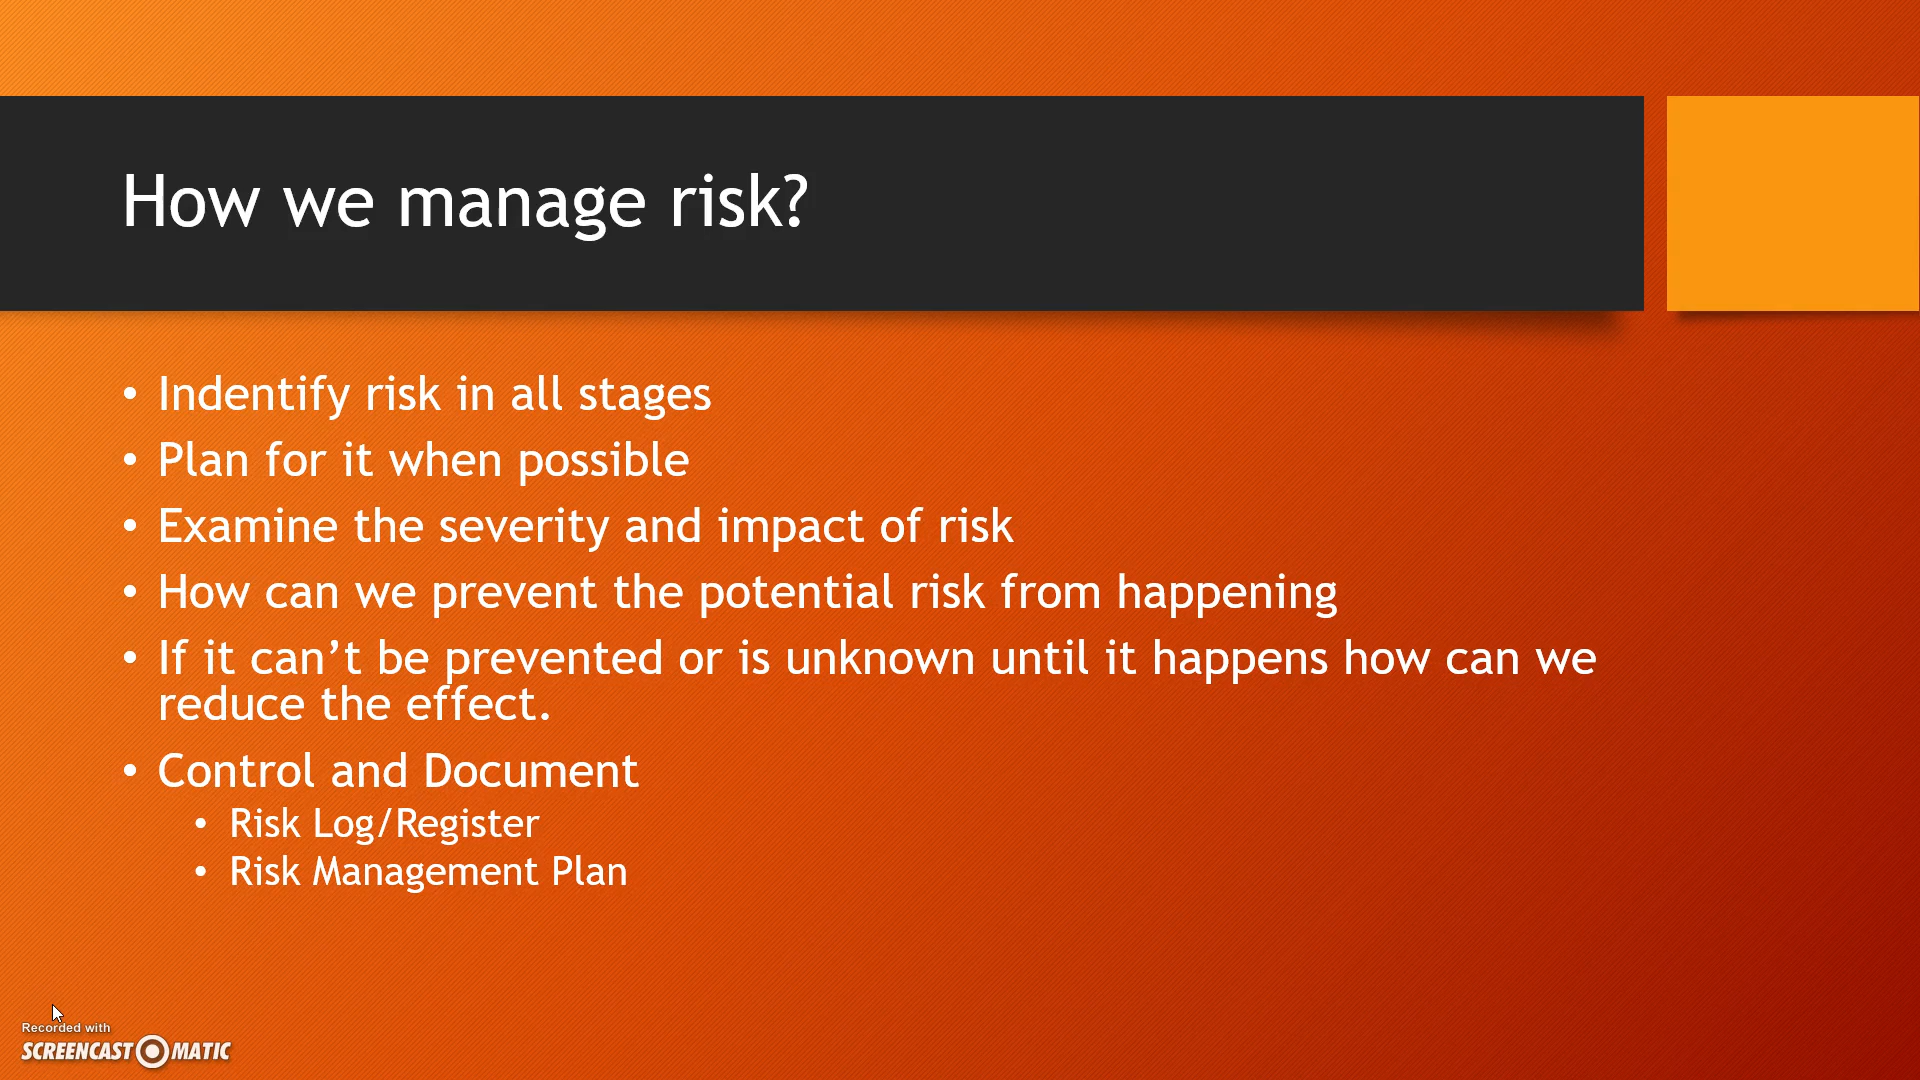 How we manage risk?
• Indentify risk in all stages
• Plan for it when possible
• Examine the severity and impact of risk
• How can we prevent the potential risk from happening
• If it can’t be prevented or is unknown until it happens how can we
reduce the effect.
• Control and Document
• Risk Log/Register
• Risk Management Plan
Recorded with
SCREENCAST MATIC